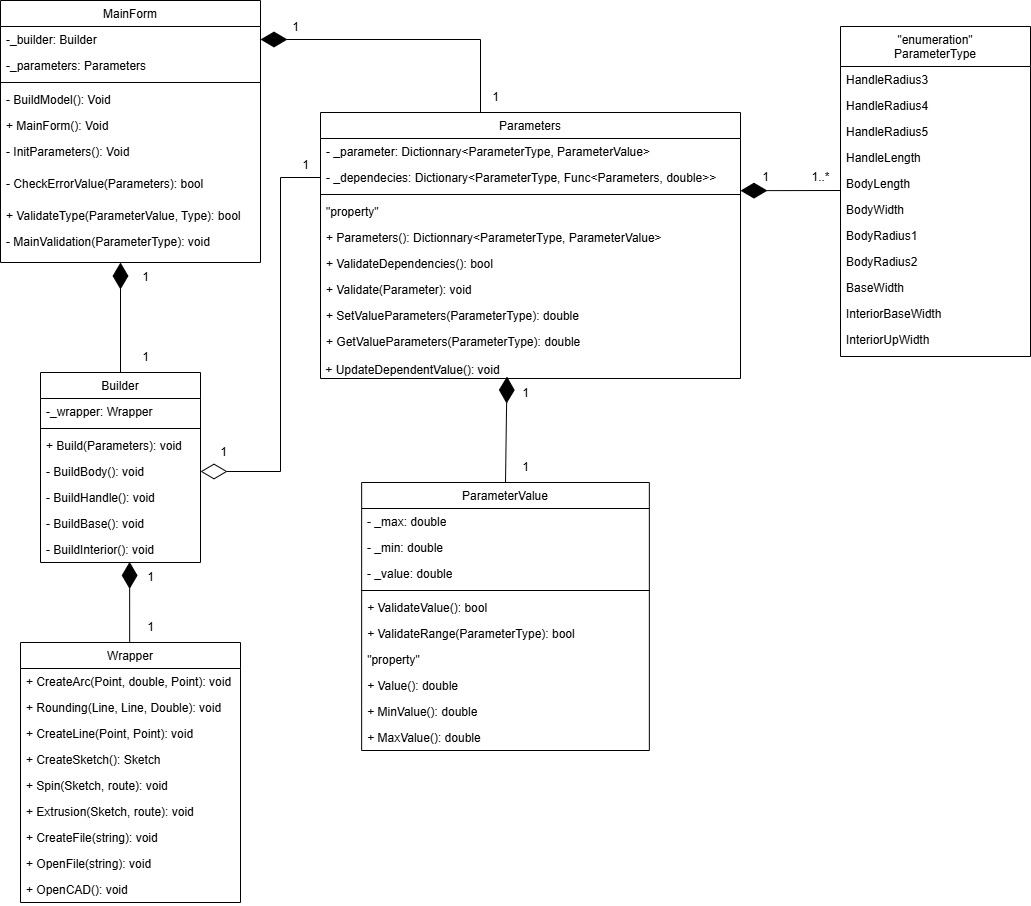 MainForm
-_builder: Builder
-_parameters: Parameters
- BuildModel(): Void
+ MainForm(): Void
- InitParameters(): Void
- CheckErrorValue(Parameters): bool
+ ValidateType(ParameterValue, Type): bool
- MainValidation(ParameterType): void
1
1
1
1
1
1
1..*
Parameters
- _parameter: Dictionnary<ParameterType, ParameterValue>
- _dependecies: Dictionary<ParameterType, Func<Parameters, double>>
"property"
+ Parameters(): Dictionnary<ParameterType, ParameterValue>
+ ValidateDependencies(): bool
+ Validate(Parameter): void
+ SetValueParameters(ParameterType): double
+ GetValueParameters(ParameterType): double
+ UpdateDependentValue(): void
"enumeration"
ParameterType
HandleRadius3
HandleRadius4
HandleRadius5
HandleLength
BodyLength
BodyWidth
BodyRadius1
BodyRadius2
BaseWidth
InteriorBaseWidth
InteriorUpWidth
Builder
-_wrapper: Wrapper
+ Build(Parameters): void
- BuildBody(): void
- BuildHandle(): void
- BuildBase(): void
- BuildInterior(): void
1
1
1
1
1
ParameterValue
- _max: double
- _min: double
- _value: double
+ ValidateValue(): bool
+ ValidateRange(ParameterType): bool
"property"
+ Value(): double
+ MinValue(): double
+ MaxValue(): double
Wrapper
+ CreateArc(Point, double, Point): void
+ Rounding(Line, Line, Double): void
+ CreateLine(Point, Point): void
+ CreateSketch(): Sketch
+ Spin(Sketch, route): void
+ Extrusion(Sketch, route): void
+ CreateFile(string): void
+ OpenFile(string): void
+ OpenCAD(): void